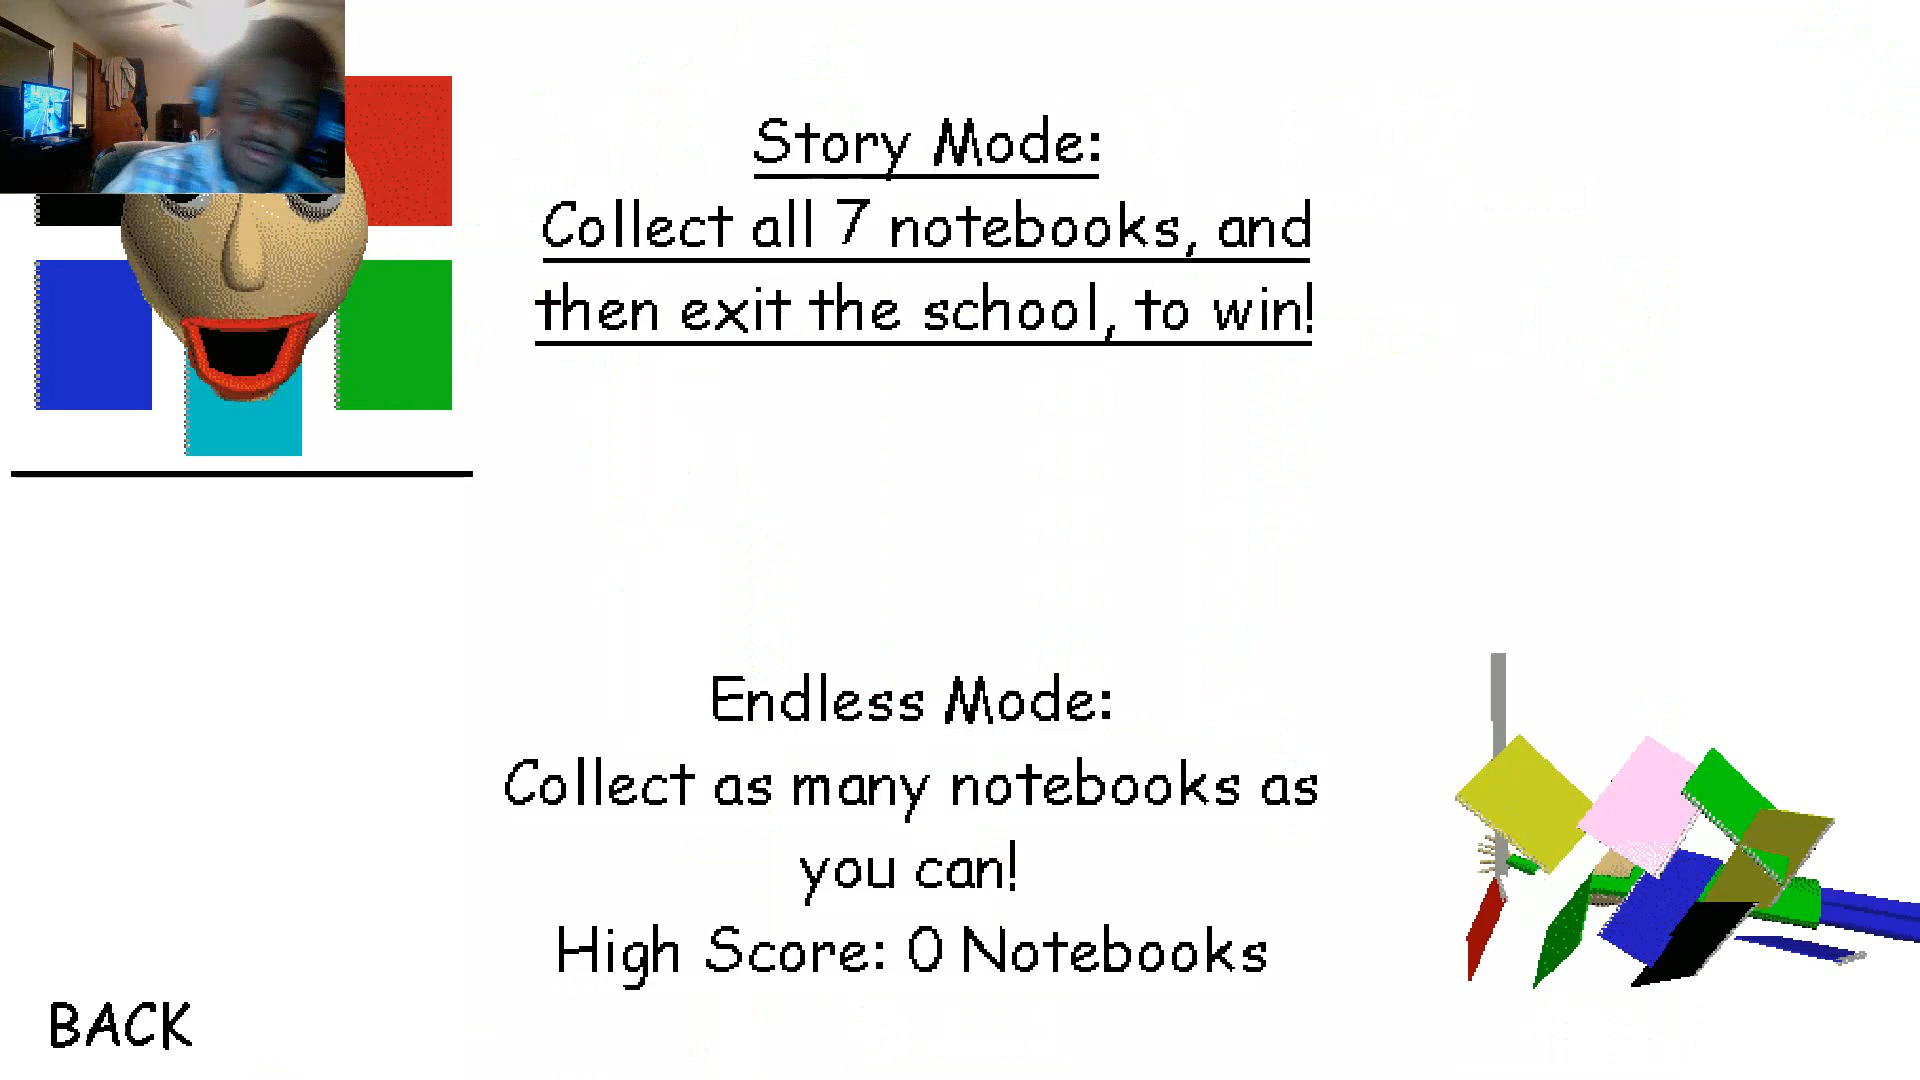 Story Mode:
Collect all 7 notebooks, and
then exit the school, to win!
Endless Mode:
Collect as many notebooks as
you can!
High Score: 0 Notebooks
BACK